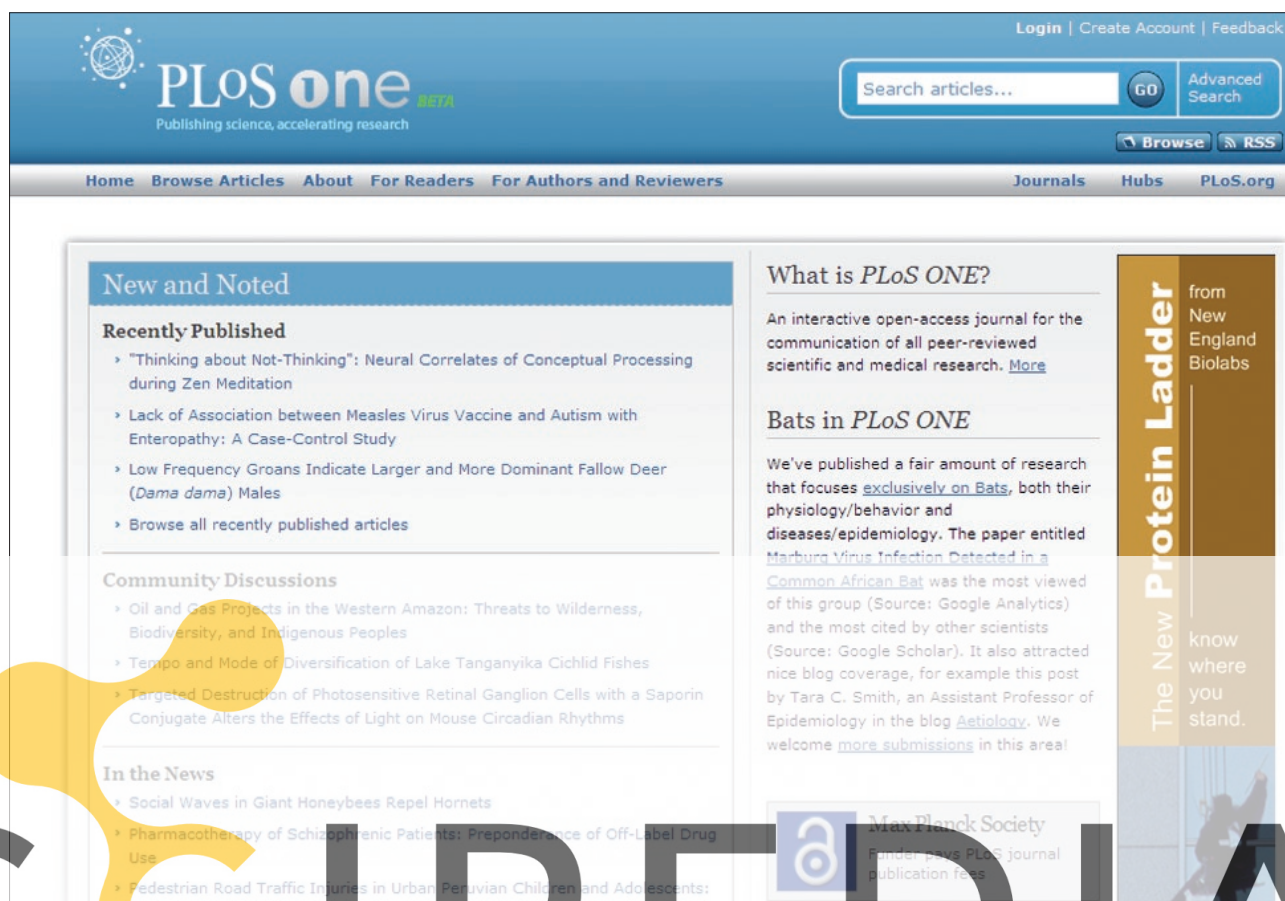 Login | Create Account | Feedback
PLoS one BETA
Publishing science, accelerating research
Search articles...
GO
Advanced
Search
Browse
RSS
Home Browse Articles About For Readers For Authors and Reviewers
Journals Hubs PLoS.org
New and Noted
Recently Published
"Thinking about Not-Thinking": Neural Correlates of Conceptual Processing
during Zen Meditation
Lack of Association between Measles Virus Vaccine and Autism with
Enteropathy: A Case-Control Study
Low Frequency Groans Indicate Larger and More Dominant Fallow Deer
(Dama dama) Males
Browse all recently published articles
Community Discussions
Oil and Gas Projects in the Western Amazon: Threats to Wilderness,
Biodiversity, and Indigenous Peoples
Tempo and Mode of Diversification of Lake Tanganyika Cichlid Fishes
Targeted Destruction of Photosensitive Retinal Ganglion Cells with a Saporin
Conjugate Alters the Effects of Light on Mouse Circadian Rhythms
In the News
Social Waves in Giant Honeybees Repel Hornets
Pharmacotherapy of Schizophrenic Patients: Preponderance of Off-Label Drug
Use
Pedestrian Road Traffic Injuries in Urban Peruvian Children and Adolescents:
What is PLoS ONE?
An interactive open-access journal for the
communication of all peer-reviewed
scientific and medical research. More
Bats in PLoS ONE
We've published a fair amount of research
that focuses exclusively on Bats, both their
physiology/behavior and
diseases/epidemiology. The paper entitled
Marburg Virus Infection Detected in a
Common African Bat was the most viewed
of this group (Source: Google Analytics)
and the most cited by other scientists
(Source: Google Scholar). It also attracted
nice blog coverage, for example this post
by Tara C. Smith, an Assistant Professor of
Epidemiology in the blog Aetiology. We
welcome more submissions in this area!
Max Planck Society
Funder pays PLoS journal
publication fees
The New Protein Ladder
from
New
England
Biolabs
know
where
you
stand.